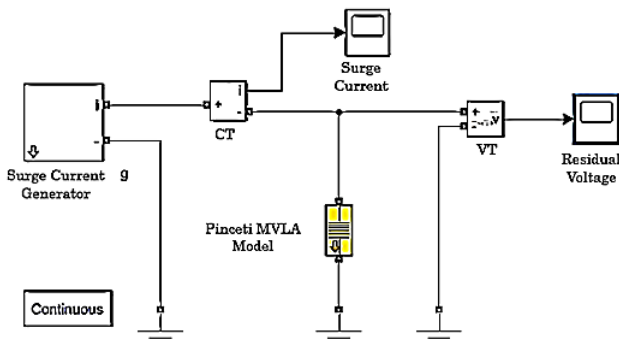 Surge
Current
i
+
i
-
CT
+
-
v
VT
-
Surge Current
Generator
g
Residual
Voltage
Pinceti MVLA
Model
Continuous